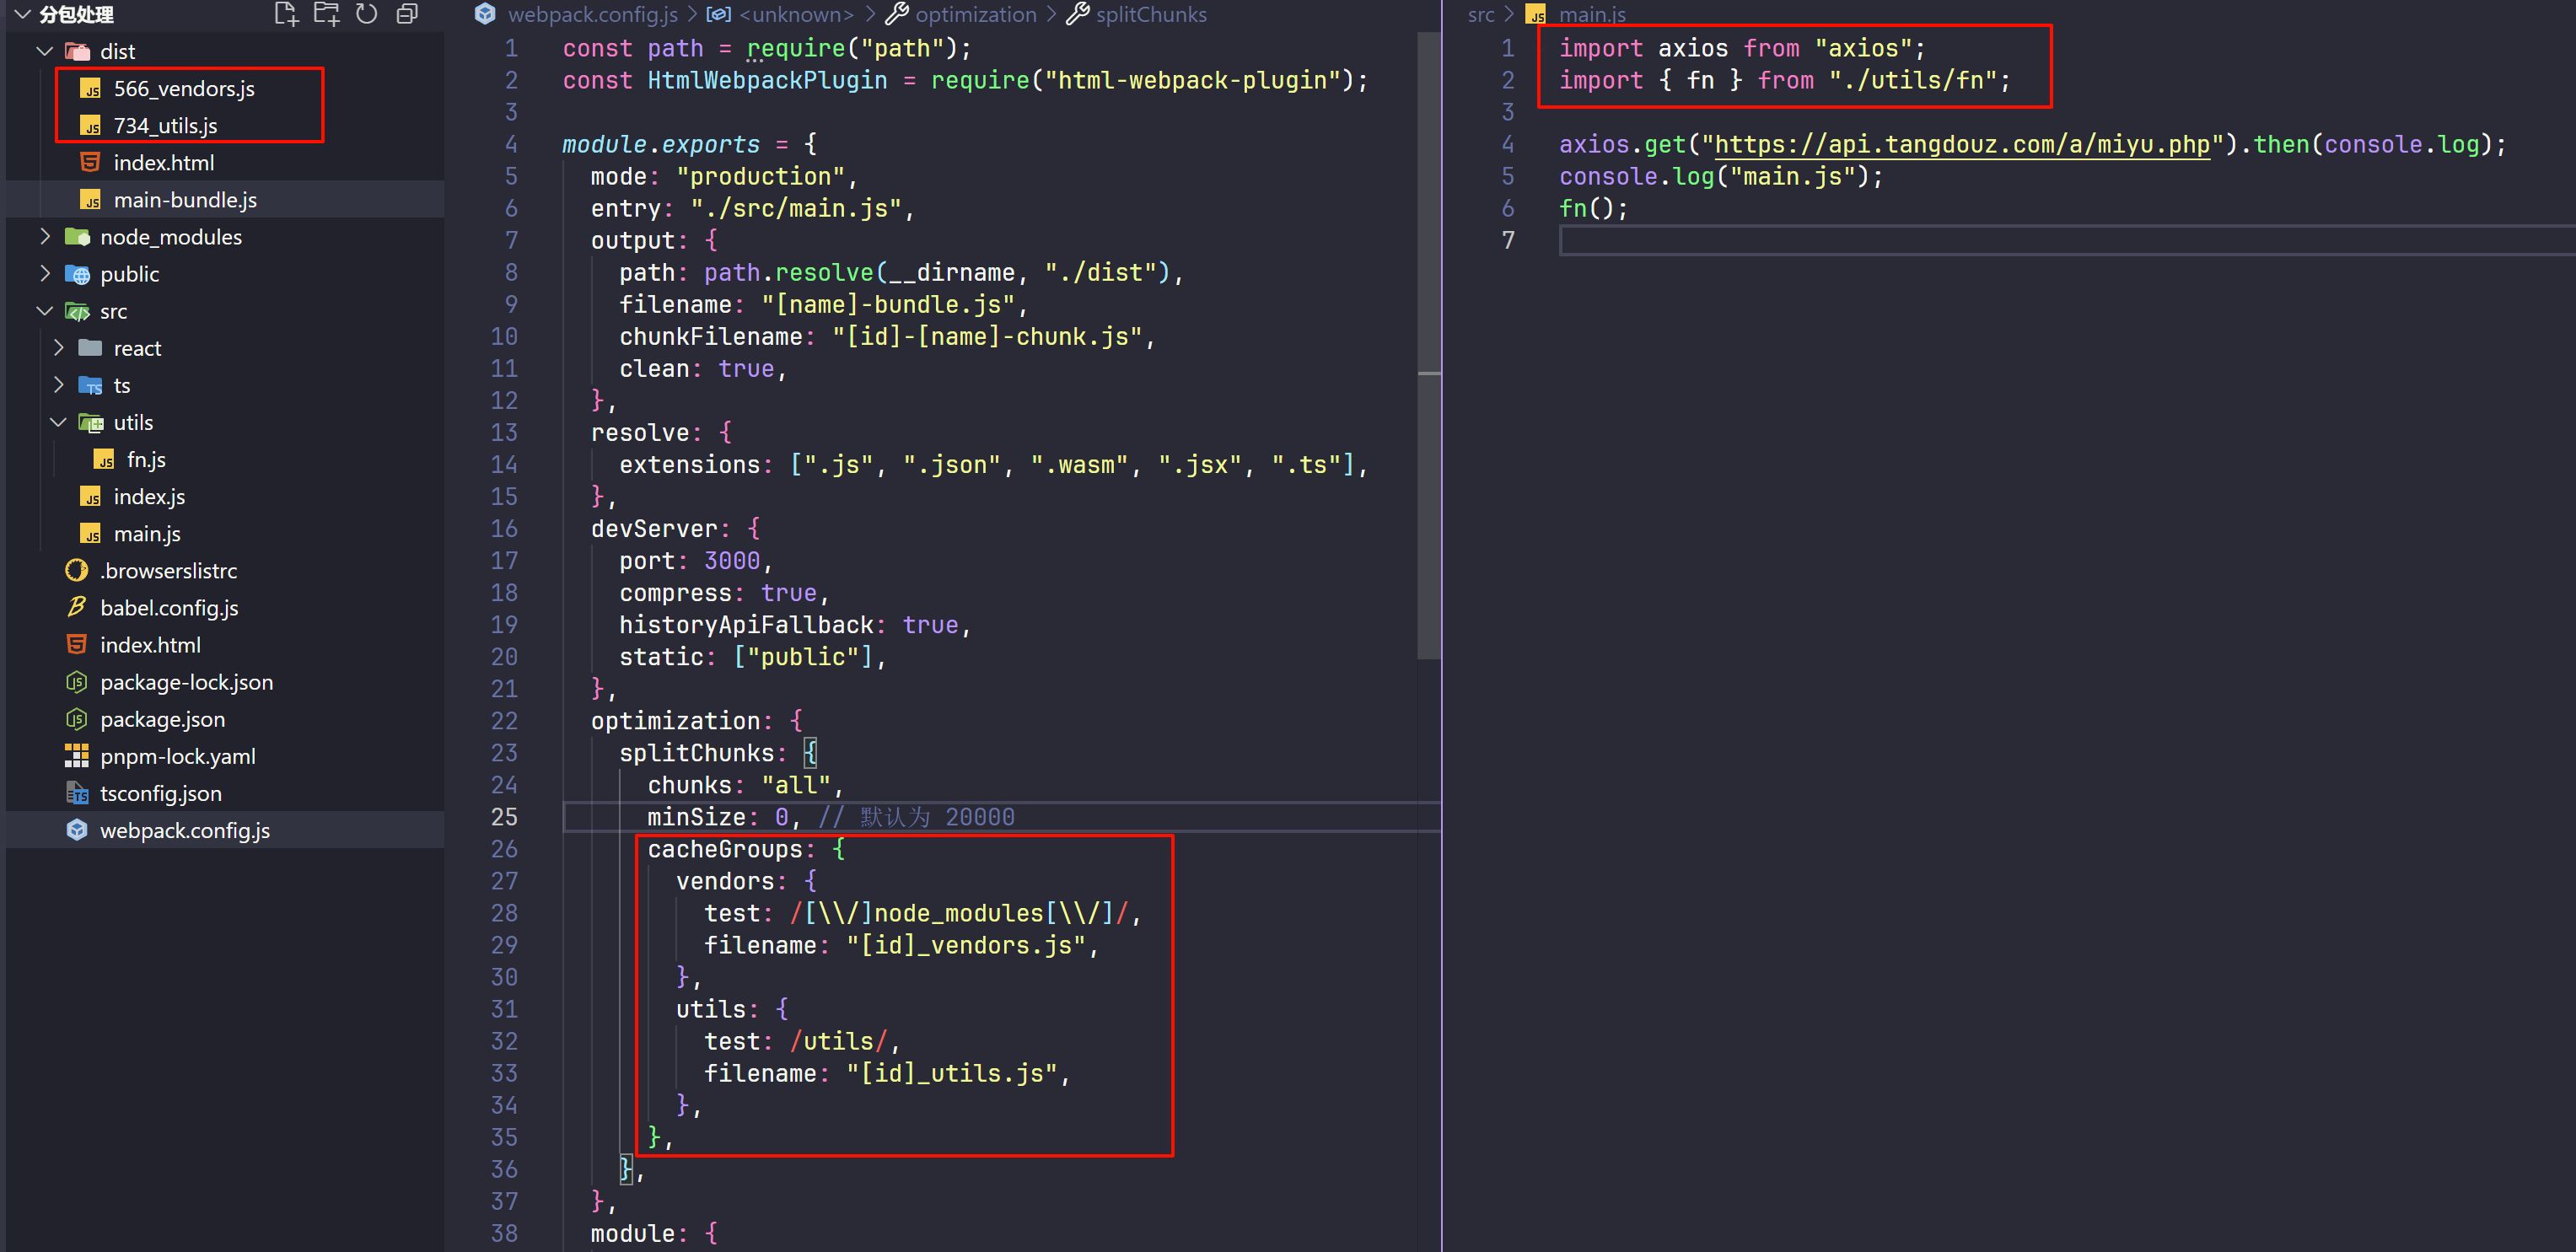 分包处理
dist
566_vendors.js
734_utils.js
index.html
main-bundle.js
node_modules
public
src
react
ts
utils
fn.js
index.js
main.js
.browserslistrc
babel.config.js
index.html
package-lock.json
package.json
pnpm-lock.yaml
tsconfig.json
webpack.config.js
webpack.config.js > <unknown> > optimization > splitChunks
1 const path = require("path");
2 const HtmlWebpackPlugin = require("html-webpack-plugin");
3
4 module.exports = {
5 mode: "production",
6 entry: "./src/main.js",
7 output: {
8 path: path.resolve(__dirname, "./dist"),
9 filename: "[name]-bundle.js",
10 chunkFilename: "[id]-[name]-chunk.js",
11 clean: true,
12 },
13 resolve: {
14 extensions: [".js", ".json", ".wasm", ".jsx", ".ts"],
15 },
16 devServer: {
17 port: 3000,
18 compress: true,
19 historyApiFallback: true,
20 static: ["public"],
21 },
22 optimization: {
23 splitChunks: {
24 chunks: "all",
25 minSize: 0, // 默认为 20000
26 cacheGroups: {
27 vendors: {
28 test: /[\\/]node_modules[\\/]/,
29 filename: "[id]_vendors.js",
30 },
31 utils: {
32 test: /utils/,
33 filename: "[id]_utils.js",
34 },
35 },
36 },
37 },
38 module: {
src > main.js
1 import axios from "axios";
2 import { fn } from "./utils/fn";
3
4 axios.get("https://api.tangdouz.com/a/miyu.php").then(console.log);
5 console.log("main.js");
6 fn();
7